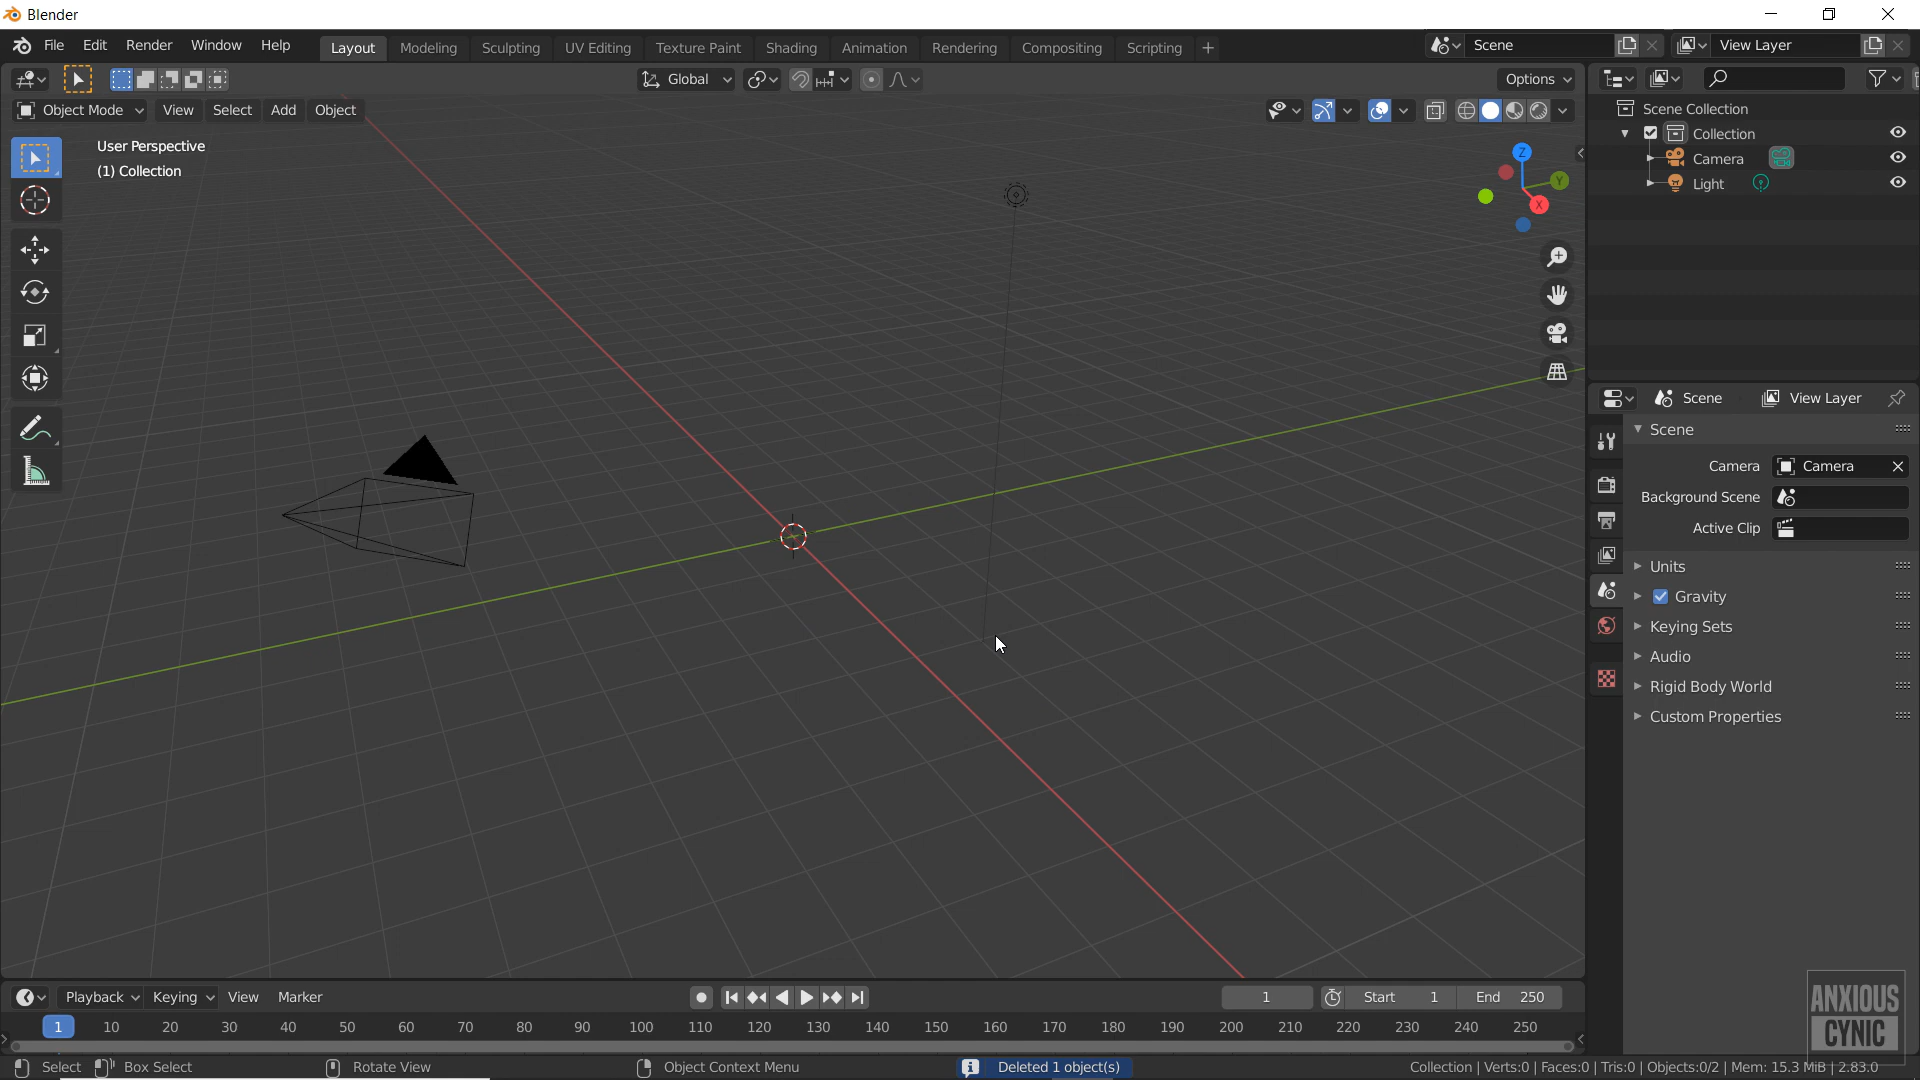 Blender
File Edit Render Window Help Layout Modeling Sculpting UV Editing Texture Paint Shading Animation Rendering Compositing Scripting + Scene View Layer
Global Options
Object Mode View Select Add Object
User Perspective
(1) Collection
Z
Y
X
Scene Collection
Collection
Camera
Light
Scene View Layer
Scene
Camera Camera
Background Scene
Active Clip
Units
Gravity
Keying Sets
Audio
Rigid Body World
Custom Properties
Playback Keying View Marker 1 Start 1 End 250
1 10 20 30 40 50 60 70 80 90 100 110 120 130 140 150 160 170 180 190 200 210 220 230 240 250
Select Box Select Rotate View Object Context Menu Deleted 1 object(s) Collection | Verts:0 | Faces:0 | Tris:0 | Objects:0/2 | Mem: 15.3 MiB | 2.83.0
ANXIOUS
CYNIC